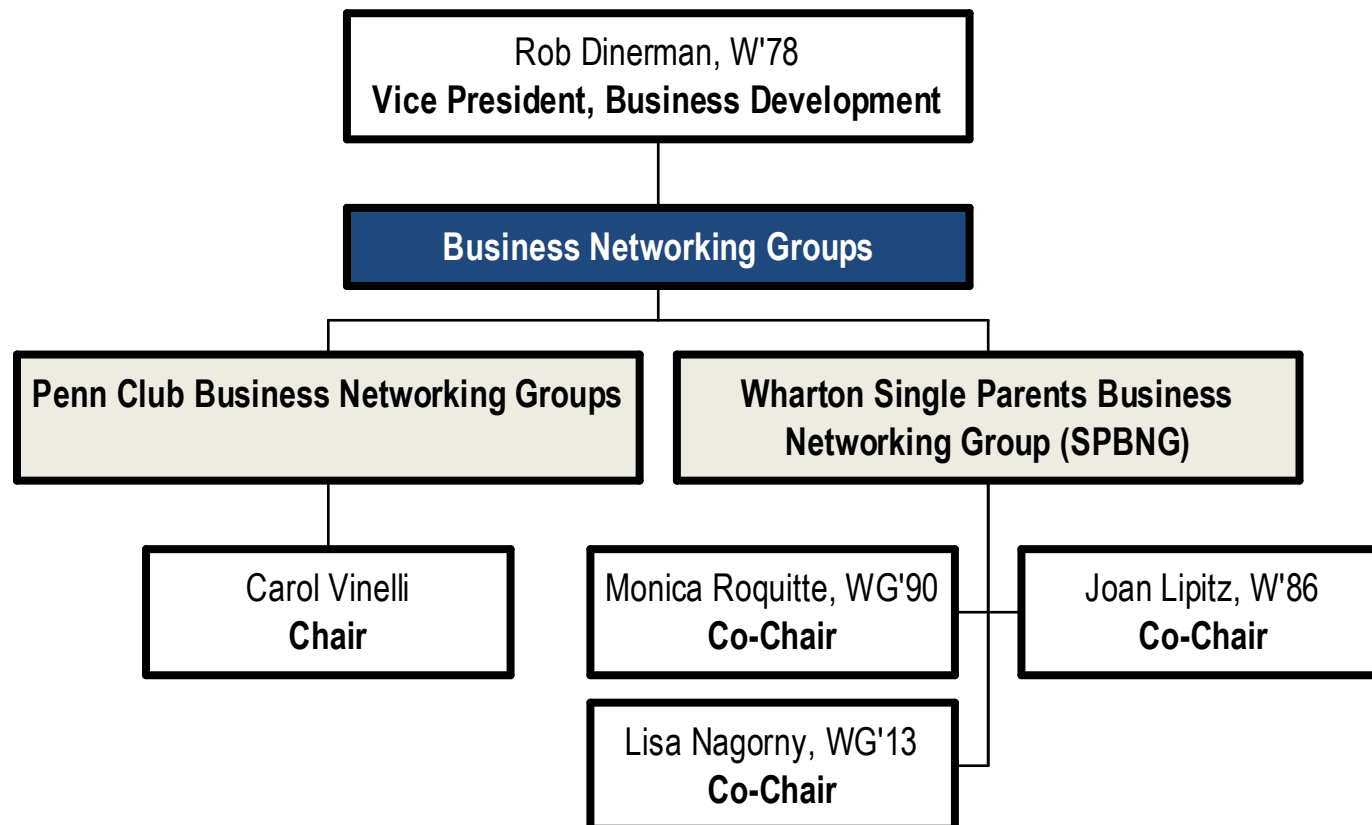 Rob Dinerman, W'78
Vice President, Business Development
Business Networking Groups
Penn Club Business Networking Groups
Wharton Single Parents Business
Networking Group (SPBNG)
Carol Vinelli
Chair
Monica Roquitte, WG'90
Co-Chair
Joan Lipitz, W'86
Co-Chair
Lisa Nagorny, WG'13
Co-Chair